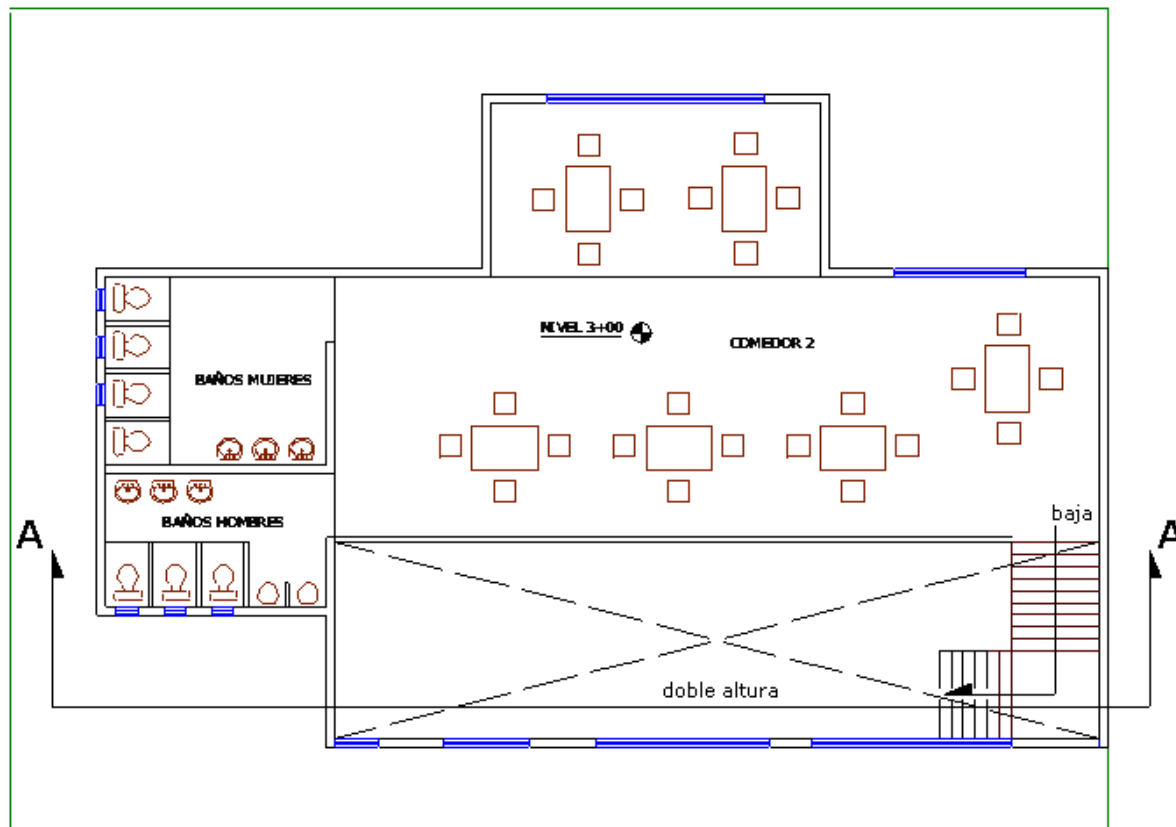 NIVEL 3+00
COMEDOR 2
BAÑOS MUJERES
BAÑOS HOMBRES
baja
A
A
doble altura